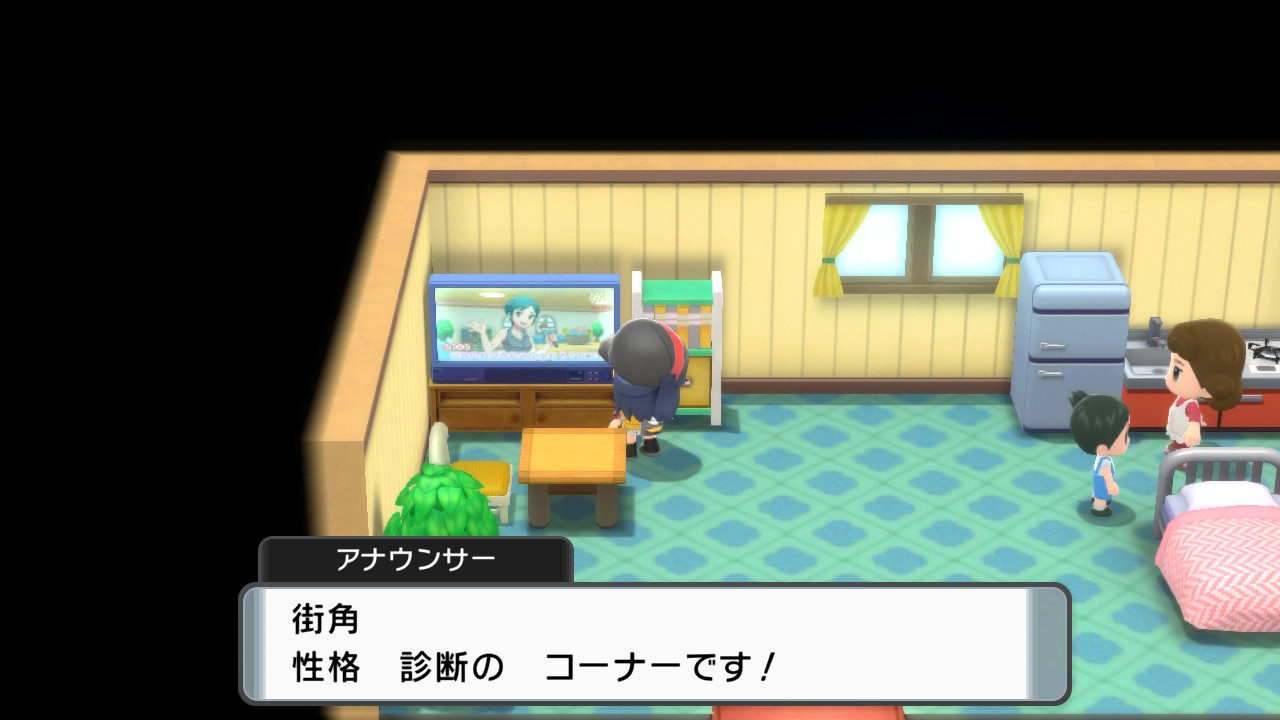 アナウンサー
街角
性格　診断の　コーナーです！